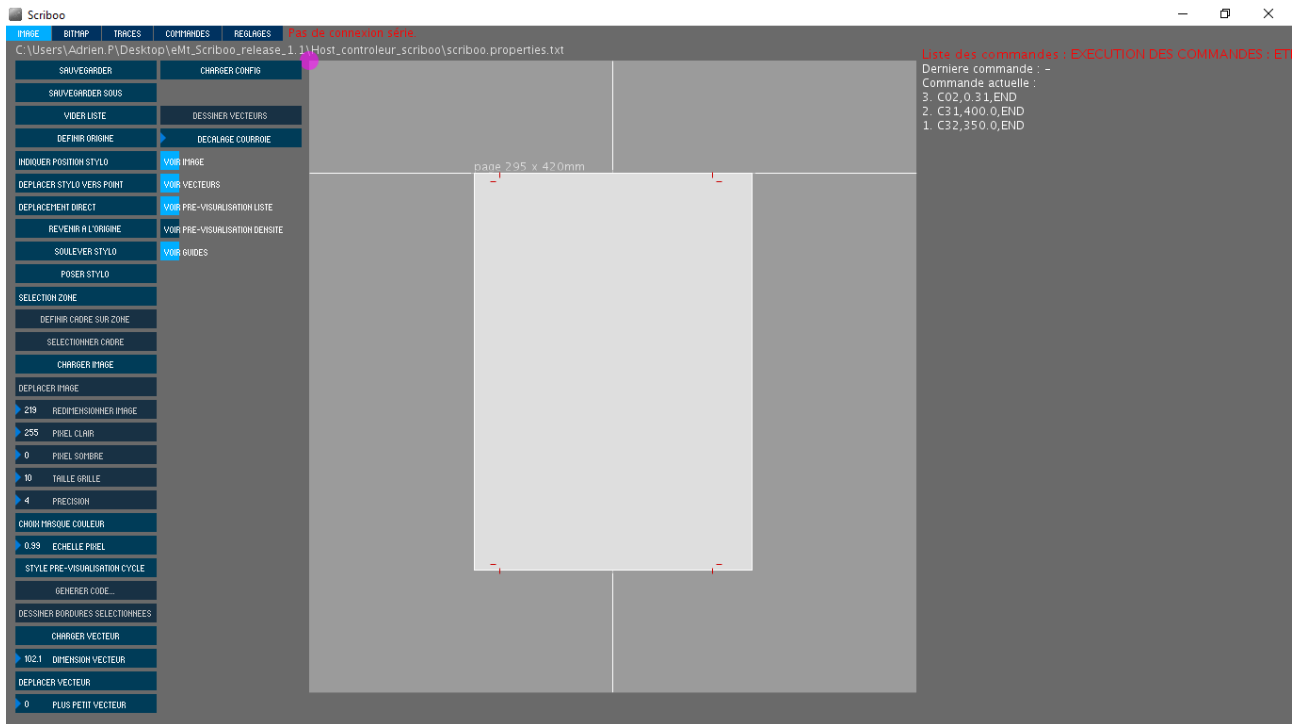 Scriboo
IMAGE BITMAP TRACES COMMANDES REGLAGES Pas de connexion série.
C:\Users\Adrien.P\Desktop\eMt_Scriboo_release_1.1\Host_controleur_scriboo\scriboo.properties.txt
SAUVEGARDER CHARGER CONFIG
SAUVEGARDER SOUS
VIDER LISTE DESSINER VECTEURS
DEFINIR ORIGINE DECALAGE COURROIE
INDIQUER POSITION STYLO VOIR IMAGE
DEPLACER STYLO VERS POINT VOIR VECTEURS
DEPLACEMENT DIRECT VOIR PRE-VISUALISATION LISTE
REVENIR A L'ORIGINE VOIR PRE-VISUALISATION DENSITE
SOULEVER STYLO VOIR GUIDES
POSER STYLO
SELECTION ZONE
DEFINIR CADRE SUR ZONE
SELECTIONNER CADRE
CHARGER IMAGE
DEPLACER IMAGE
219 REDIMENSIONNER IMAGE
255 PIXEL CLAIR
0 PIXEL SOMBRE
10 TAILLE GRILLE
4 PRECISION
CHOIX MASQUE COULEUR
0.99 ECHELLE PIXEL
STYLE PRE-VISUALISATION CYCLE
GENERER CODE...
DESSINER BORDURES SELECTIONNEES
CHARGER VECTEUR
102.1 DIMENSION VECTEUR
DEPLACER VECTEUR
0 PLUS PETIT VECTEUR
page 295 x 420mm
Liste des commandes : EXECUTION DES COMMANDES : ETE
Derniere commande : -
Commande actuelle :
3. C02,0.31,END
2. C31,400.0,END
1. C32,350.0,END